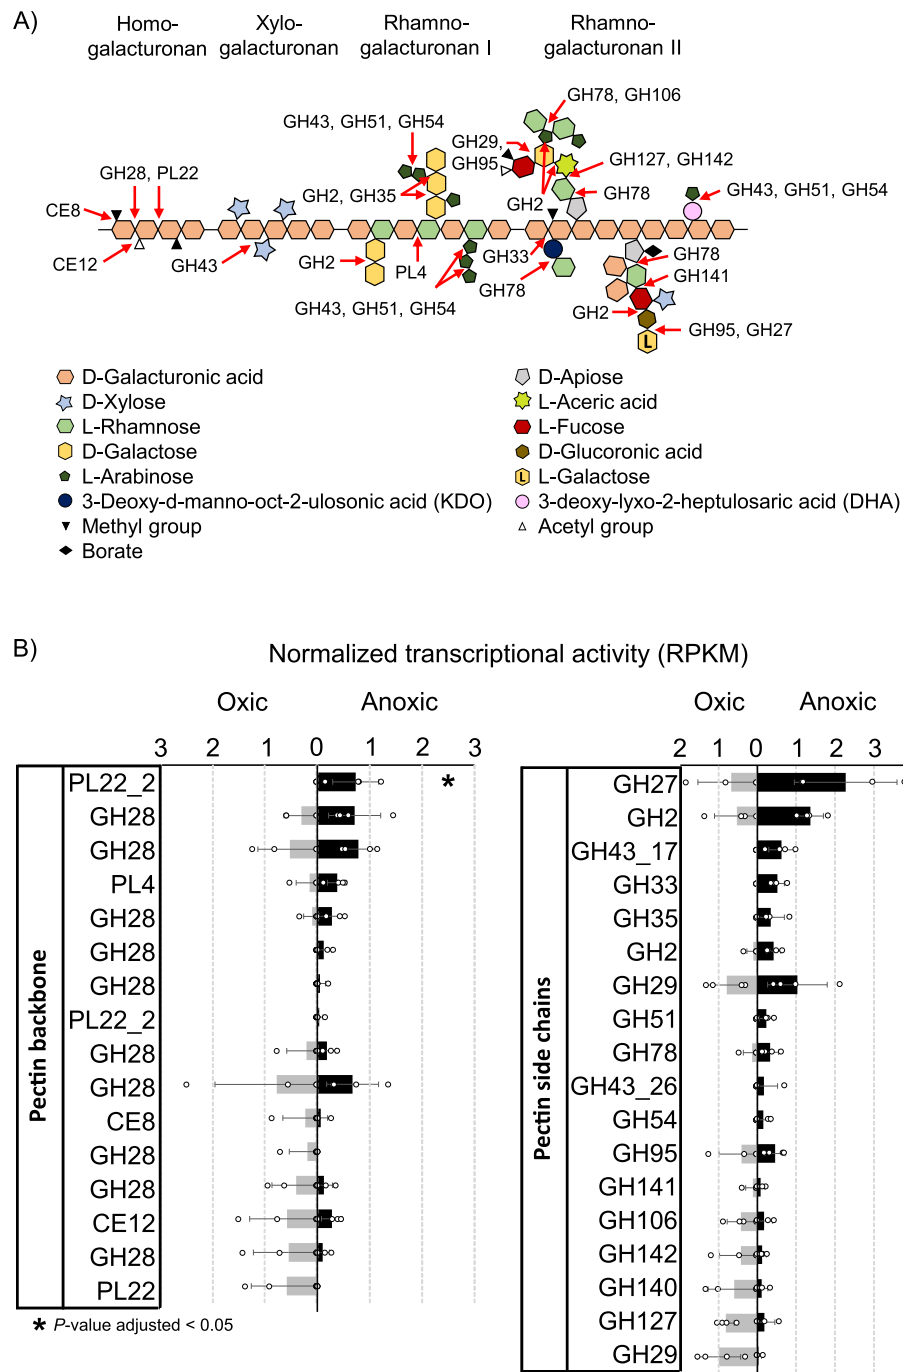 A)
Homo-
galacturonan
Xylo-
galacturonan
Rhamno-
galacturonan I
Rhamno-
galacturonan II
GH78, GH106
GH43, GH51, GH54
GH29,
GH95
GH127, GH142
GH28, PL22
GH2, GH35
GH2
GH78
GH43, GH51, GH54
CE8
CE12
GH43
GH2
PL4
GH33
GH78
GH141
GH43, GH51, GH54
GH78
GH2
GH95, GH27
L
D-Galacturonic acid
D-Xylose
L-Rhamnose
D-Galactose
L-Arabinose
3-Deoxy-d-manno-oct-2-ulosonic acid (KDO)
Methyl group
Borate
D-Apiose
L-Aceric acid
L-Fucose
D-Glucoronic acid
L L-Galactose
3-deoxy-lyxo-2-heptulosaric acid (DHA)
Acetyl group
B)
Normalized transcriptional activity (RPKM)
Oxic Anoxic
3 2 1 0 1 2 3
Pectin backbone
PL22_2 *
GH28
GH28
PL4
GH28
GH28
GH28
PL22_2
GH28
GH28
CE8
GH28
GH28
CE12
GH28
PL22
* P-value adjusted < 0.05
Oxic Anoxic
2 1 0 1 2 3
Pectin side chains
GH27
GH2
GH43_17
GH33
GH35
GH2
GH29
GH51
GH78
GH43_26
GH54
GH95
GH141
GH106
GH142
GH140
GH127
GH29